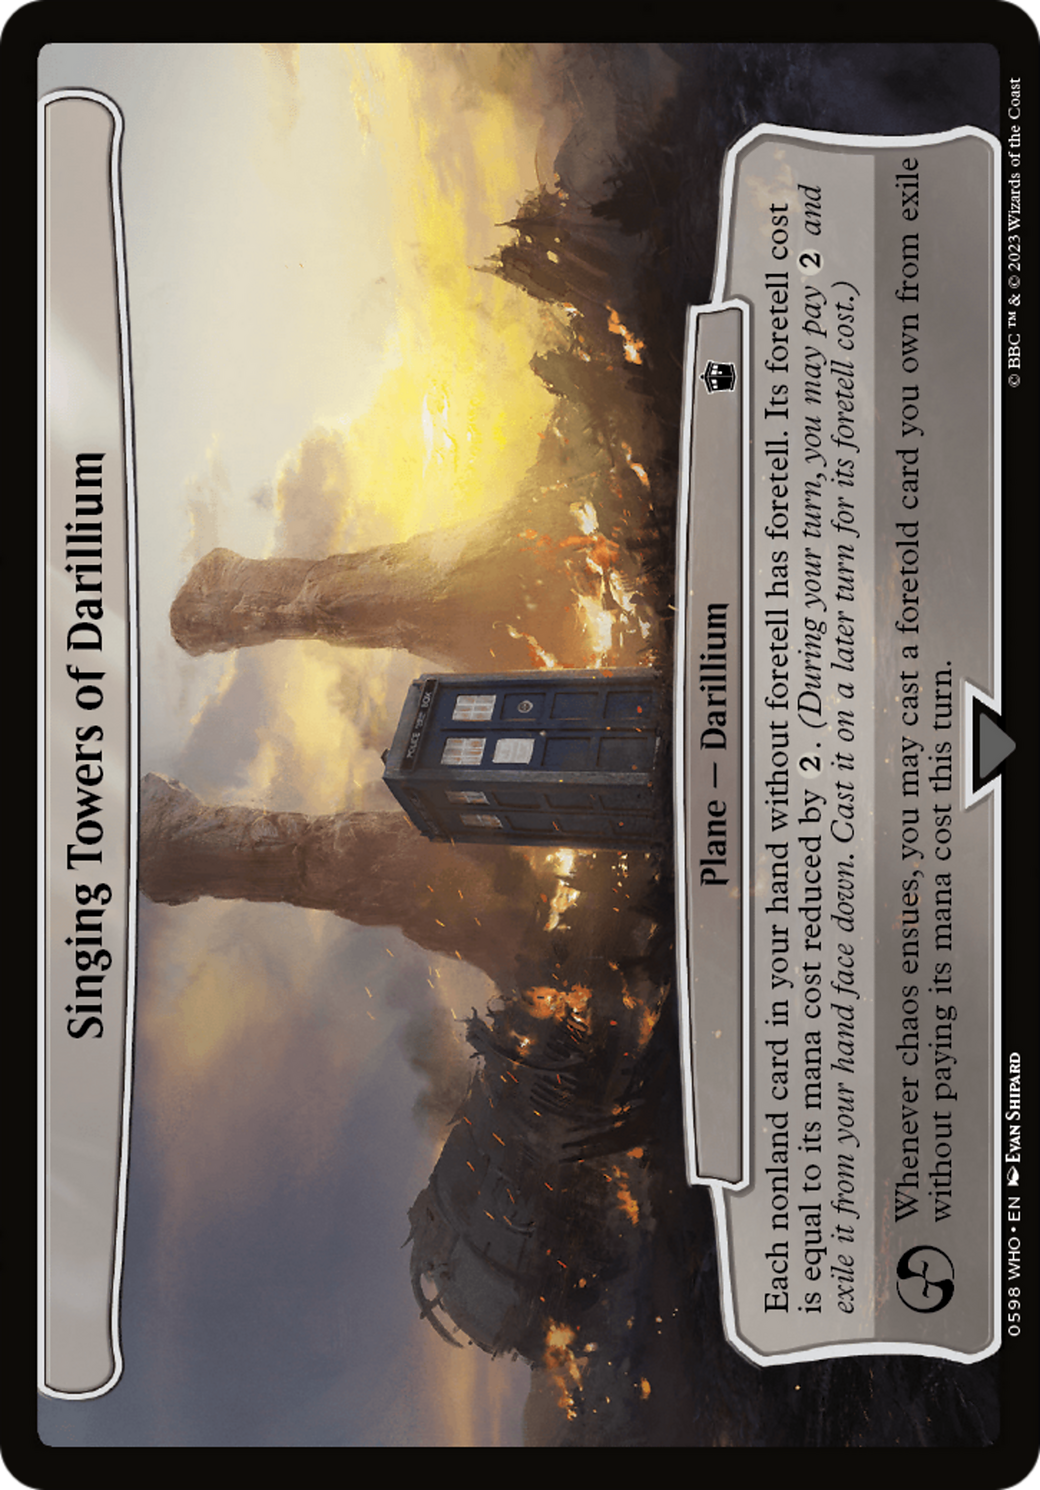 Singing Towers of Darillium
POLICE BOX
Plane — Darillium
Each nonland card in your hand without foretell has foretell. Its foretell cost
is equal to its mana cost reduced by 2. (During your turn, you may pay 2 and
exile it from your hand face down. Cast it on a later turn for its foretell cost.)
Whenever chaos ensues, you may cast a foretold card you own from exile
without paying its mana cost this turn.
0598 WHO • EN EVAN SHIPARD
© BBC ™ & © 2023 Wizards of the Coast